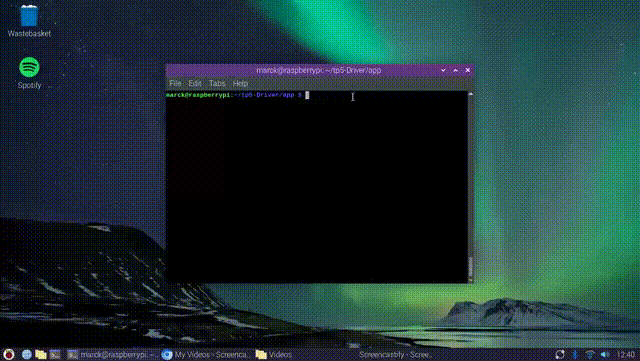 Wastebasket
Spotify
marck@raspberrypi: ~/tp5-Driver/app
File Edit Tabs Help
marck@raspberrypi:~/tp5-Driver/app $
marck@raspberrypi: ~... My Videos - Screenca... Videos Screencastify - Scree... 12:40